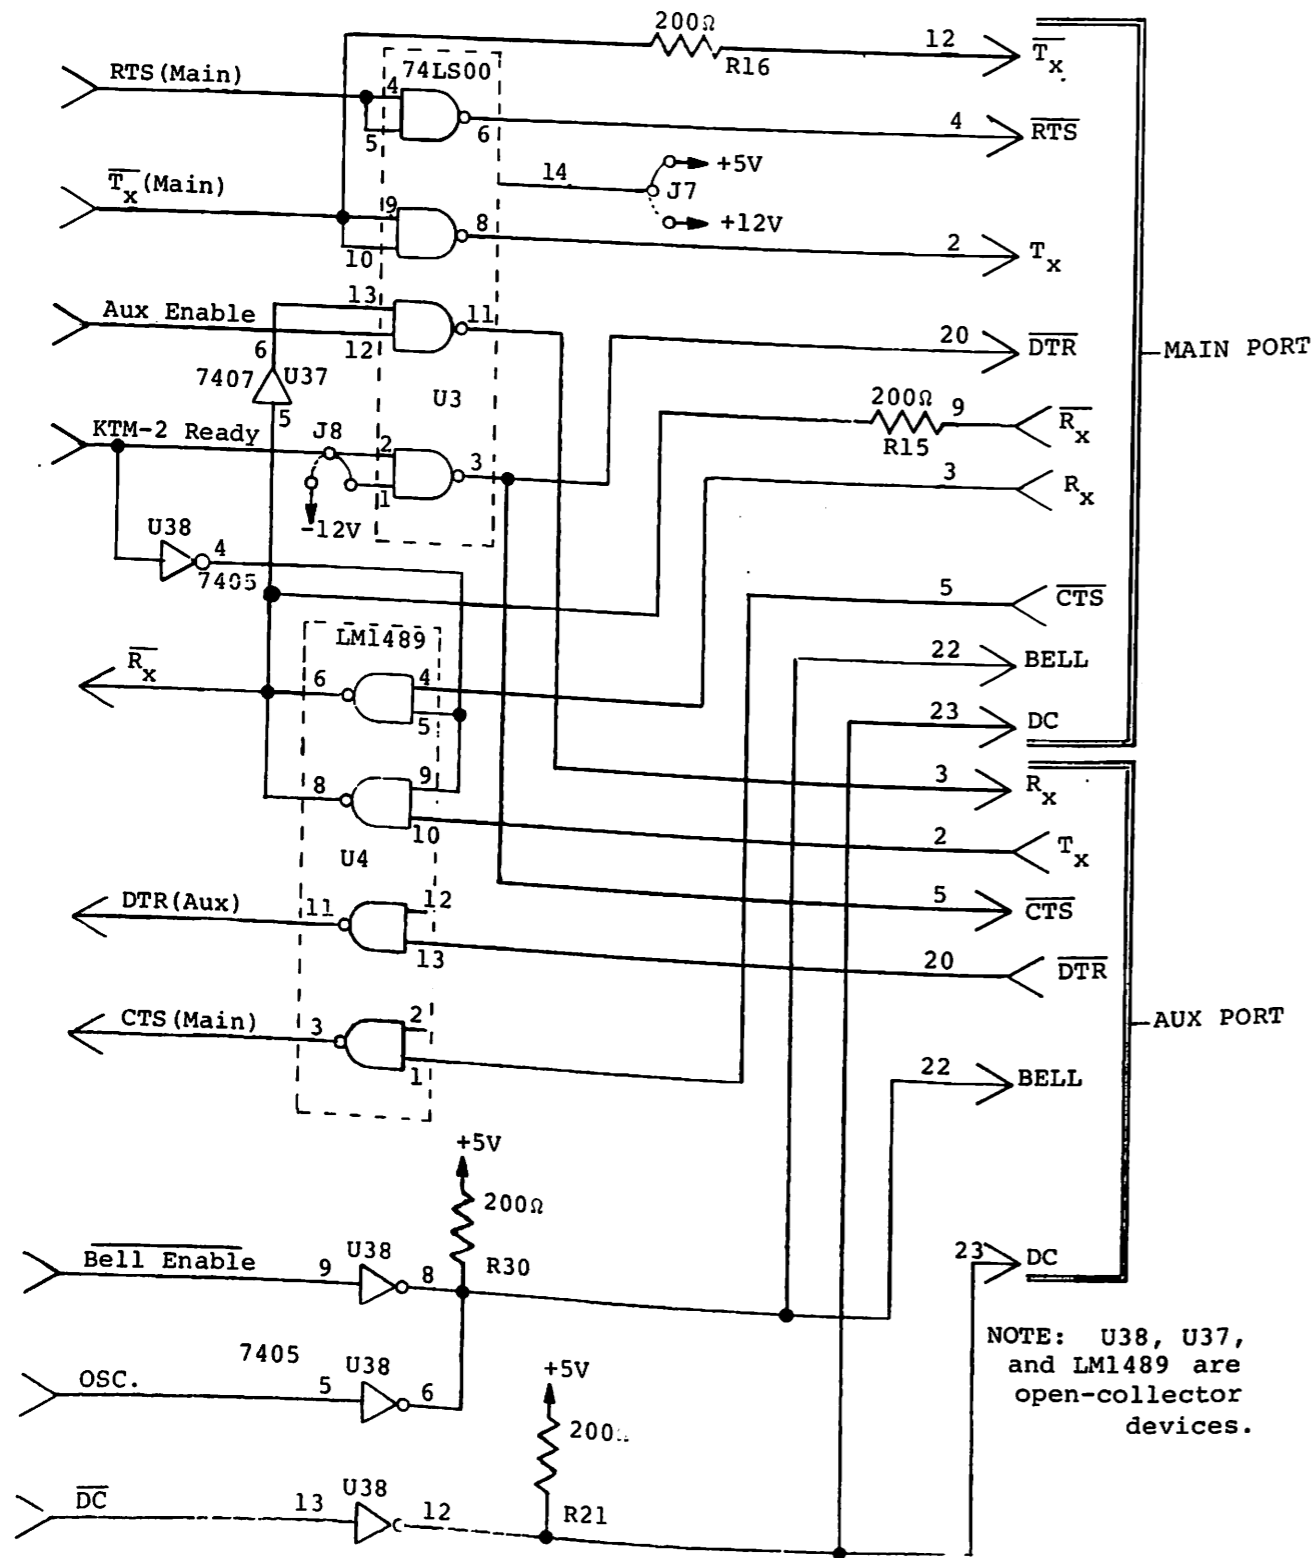 200Ω
12
T̅x̅
R16
RTS(Main)
74LS00
4
5
6
4
R̅T̅S̅
+5V
14
J7
T̅x̅(Main)
9
8
+12V
2
Tx
10
Aux Enable
13
11
12
20
D̅T̅R̅
MAIN PORT
6
7407
U37
5
U3
200Ω
9
R̅x̅
R15
KTM-2 Ready
J8
2
3
1
-12V
3
Rx
U38
4
7405
5
C̅T̅S̅
LM1489
R̅x̅
6
4
5
22
BELL
23
DC
8
9
10
3
Rx
2
Tx
U4
DTR(Aux)
11
12
13
5
C̅T̅S̅
20
D̅T̅R̅
CTS(Main)
3
2
1
AUX PORT
22
BELL
+5V
200Ω
R30
B̅e̅l̅l̅ E̅n̅a̅b̅l̅e̅
9
U38
8
23
DC
NOTE: U38, U37,
and LM1489 are
open-collector
devices.
7405
OSC.
5
U38
6
+5V
200
R21
D̅C̅
13
U38
12